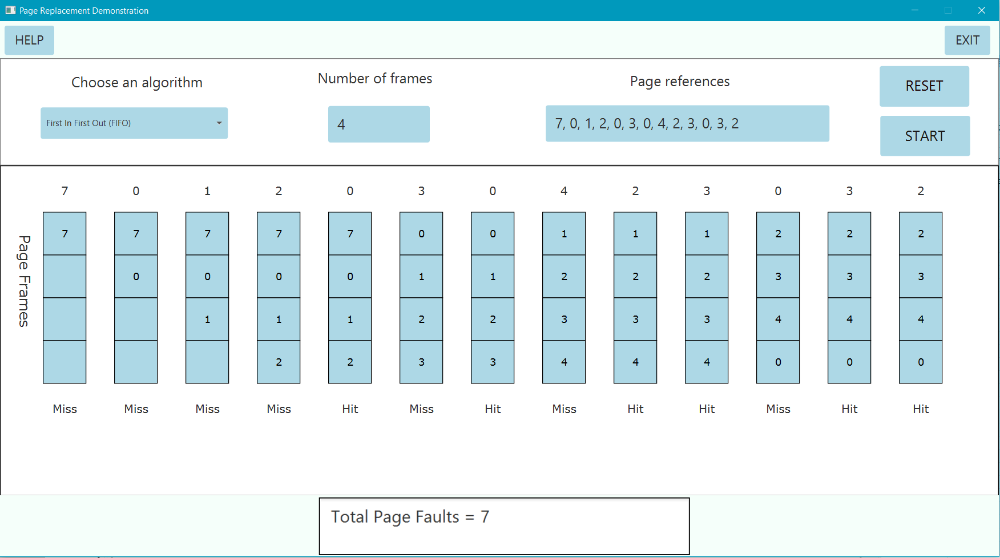 Page Replacement Demonstration
HELP
EXIT
Choose an algorithm
Number of frames
Page references
RESET
First In First Out (FIFO)
4
7, 0, 1, 2, 0, 3, 0, 4, 2, 3, 0, 3, 2
START
7 0 1 2 0 3 0 4 2 3 0 3 2
Page Frames
7 7 7 7 7 0 0 1 1 1 2 2 2
0 0 0 0 1 1 2 2 2 3 3 3
1 1 1 2 2 3 3 3 4 4 4
2 2 3 3 4 4 4 0 0 0
Miss Miss Miss Miss Hit Miss Hit Miss Hit Hit Miss Hit Hit
Total Page Faults = 7